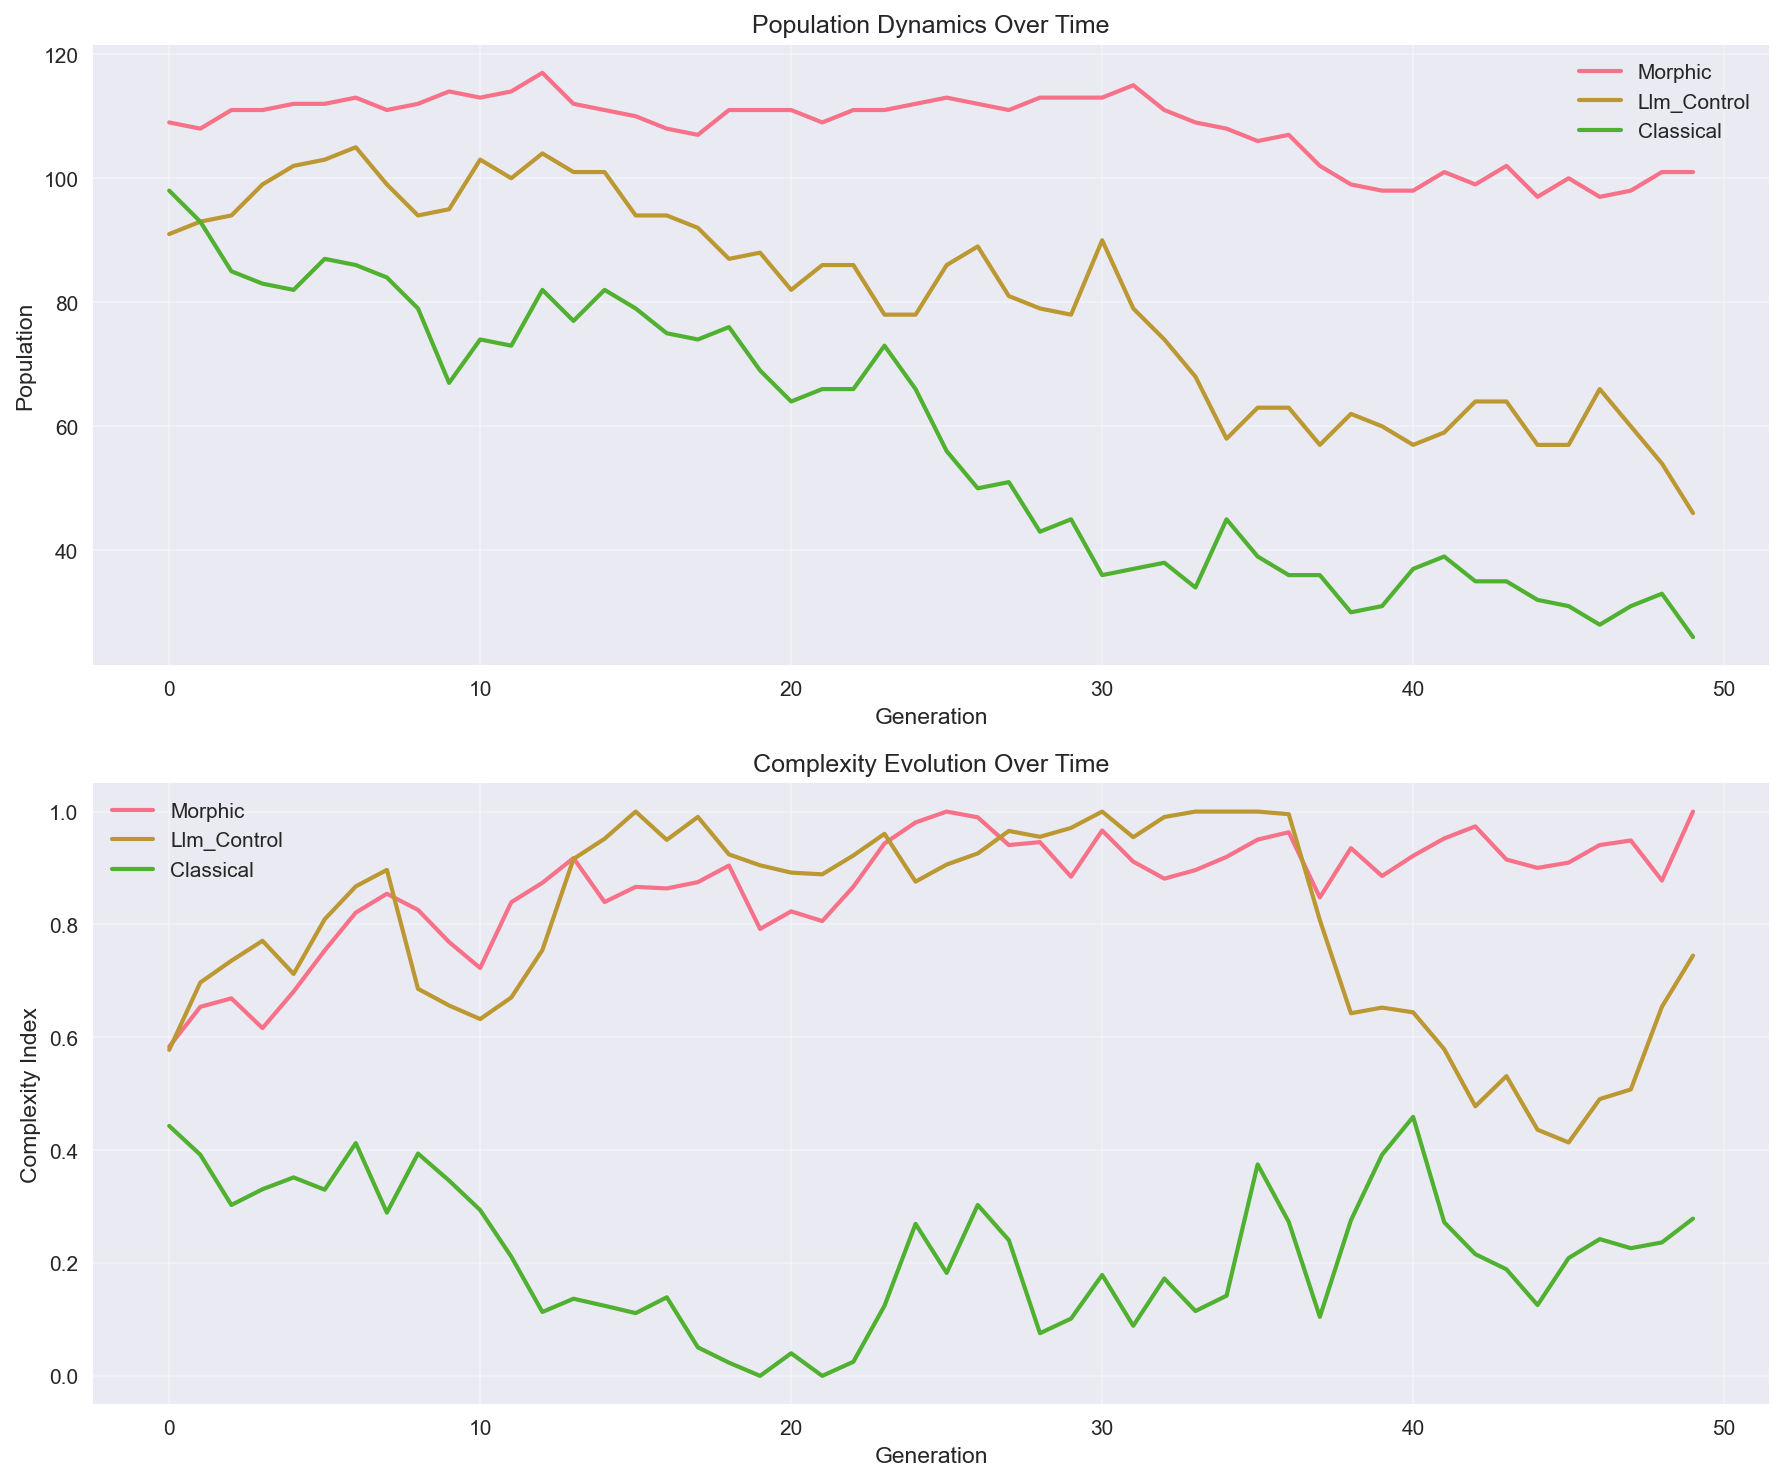 Population Dynamics Over Time
120
100
80
60
40
Population
Morphic
Llm_Control
Classical
0 10 20 30 40 50
Generation
Complexity Evolution Over Time
1.0
0.8
0.6
0.4
0.2
0.0
Complexity Index
Morphic
Llm_Control
Classical
0 10 20 30 40 50
Generation